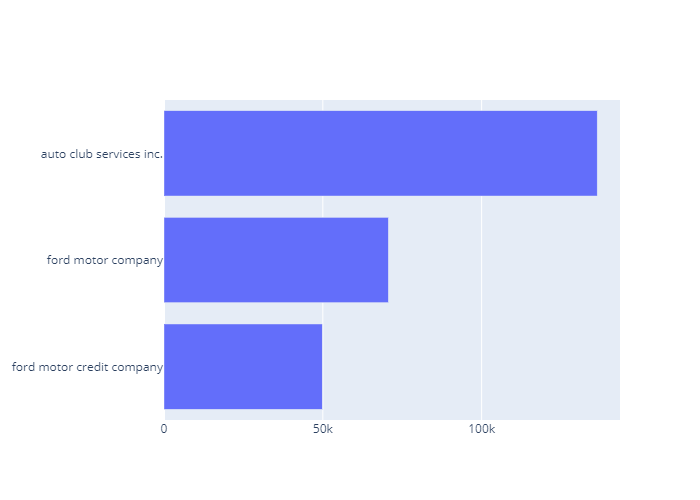 auto club services inc.
ford motor company
ford motor credit company
0 50k 100k